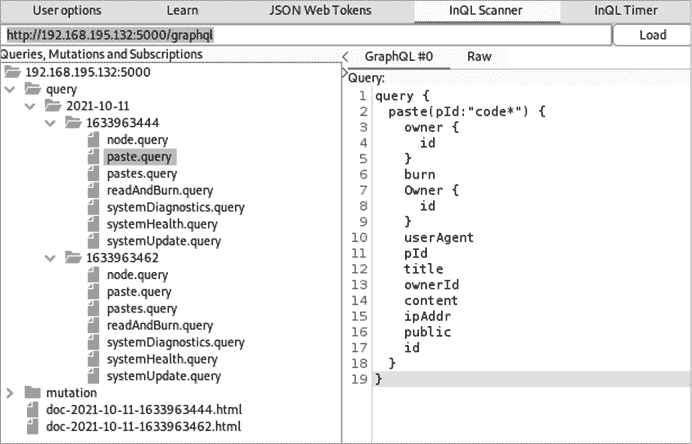 User options Learn JSON Web Tokens InQL Scanner InQL Timer
http://192.168.195.132:5000/graphql Load
Queries, Mutations and Subscriptions
192.168.195.132:5000
query
2021-10-11
1633963444
node.query
paste.query
pastes.query
readAndBurn.query
systemDiagnostics.query
systemHealth.query
systemUpdate.query
1633963462
node.query
paste.query
pastes.query
readAndBurn.query
systemDiagnostics.query
systemHealth.query
systemUpdate.query
mutation
doc-2021-10-11-1633963444.html
doc-2021-10-11-1633963462.html
GraphQL #0 Raw
Query:
1 query {
2 paste(pId:"code*") {
3 owner {
4 id
5 }
6 burn
7 Owner {
8 id
9 }
10 userAgent
11 pId
12 title
13 ownerId
14 content
15 ipAddr
16 public
17 id
18 }
19 }